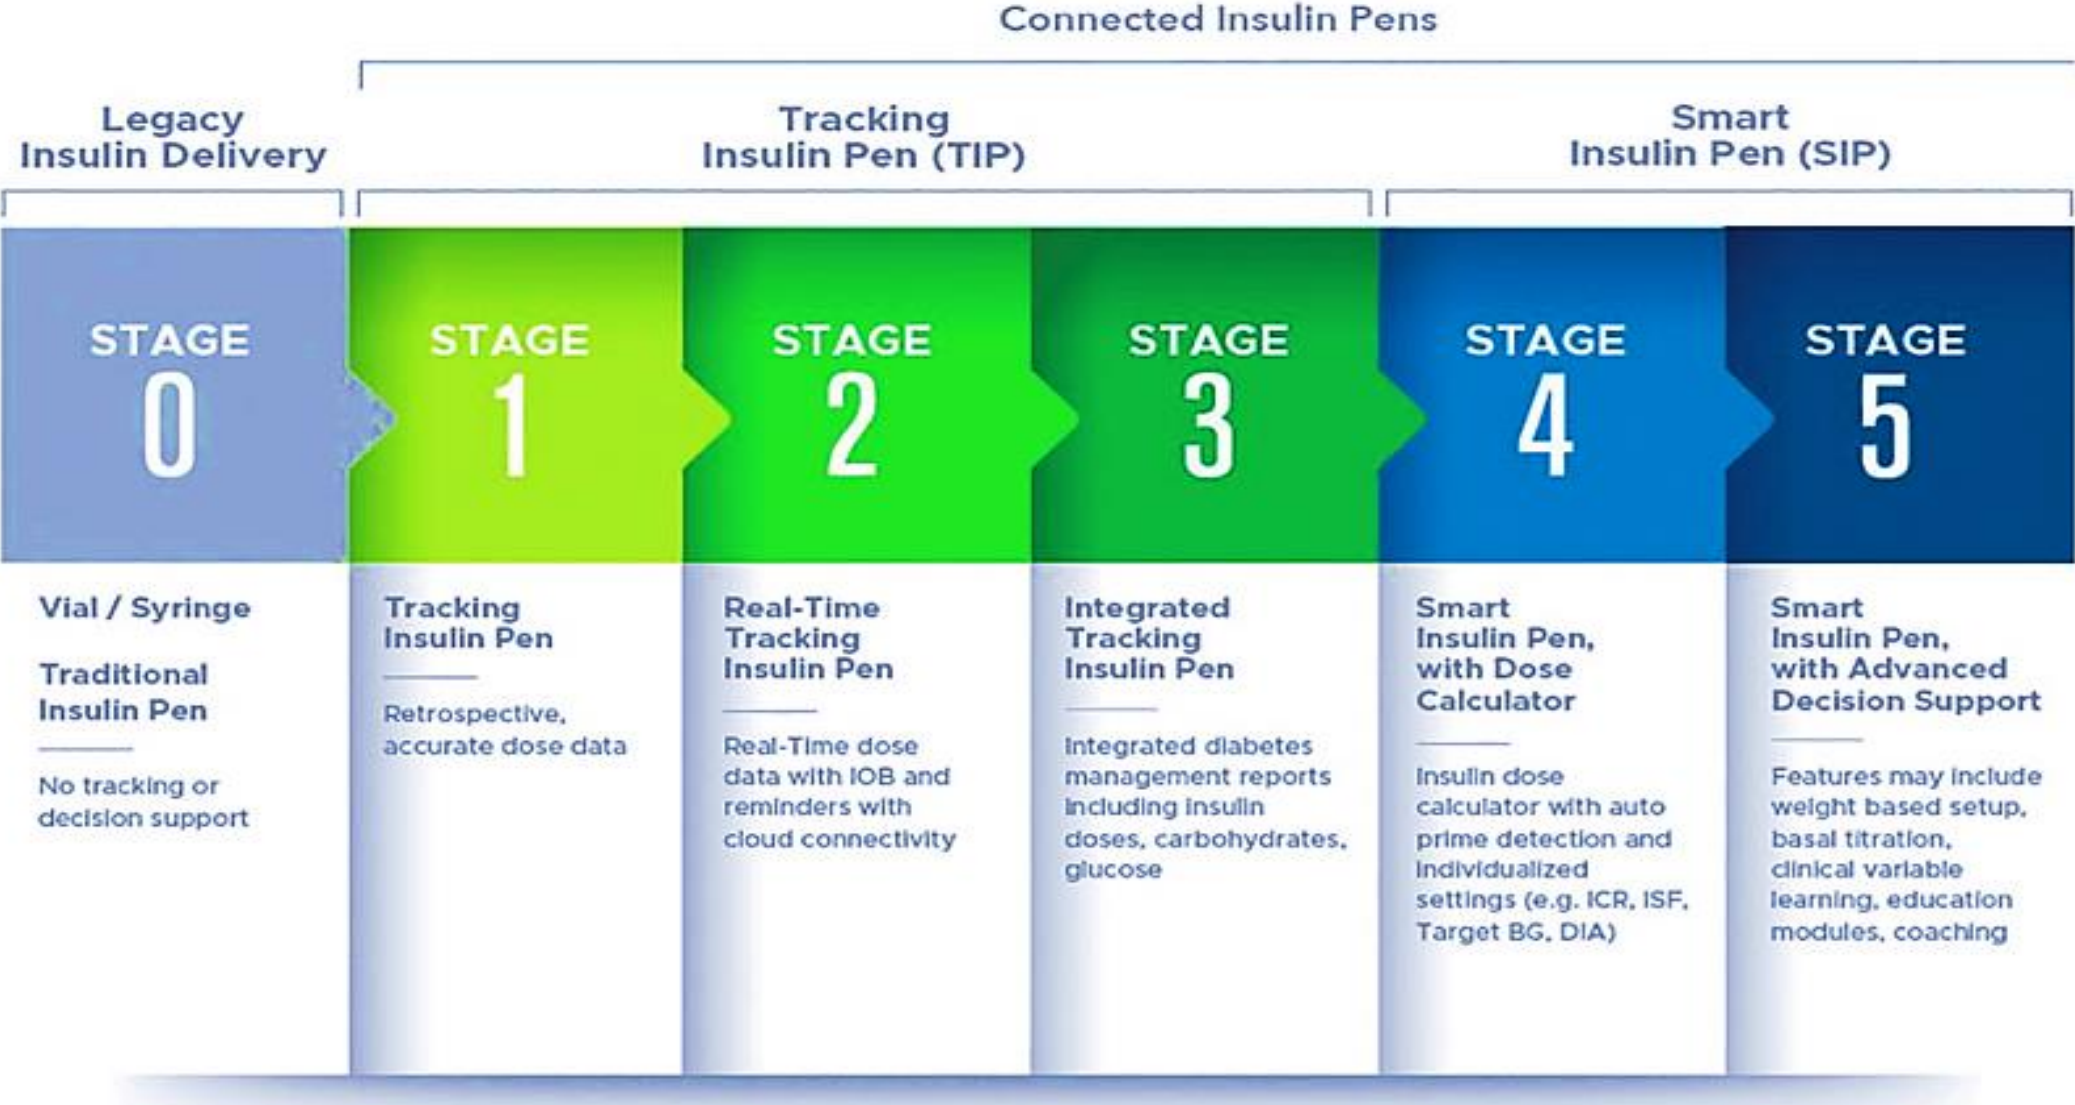 Connected Insulin Pens
Legacy
Insulin Delivery
Tracking
Insulin Pen (TIP)
Smart
Insulin Pen (SIP)
STAGE
0
STAGE
1
STAGE
2
STAGE
3
STAGE
4
STAGE
5
Vial / Syringe
Traditional
Insulin Pen
No tracking or
decision support
Tracking
Insulin Pen
Retrospective,
accurate dose data
Real-Time
Tracking
Insulin Pen
Real-Time dose
data with IOB and
reminders with
cloud connectivity
Integrated
Tracking
Insulin Pen
Integrated diabetes
management reports
including insulin
doses, carbohydrates,
glucose
Smart
Insulin Pen,
with Dose
Calculator
Insulin dose
calculator with auto
prime detection and
individualized
settings (e.g. ICR, ISF,
Target BG, DIA)
Smart
Insulin Pen,
with Advanced
Decision Support
Features may include
weight based setup,
basal titration,
clinical variable
learning, education
modules, coaching